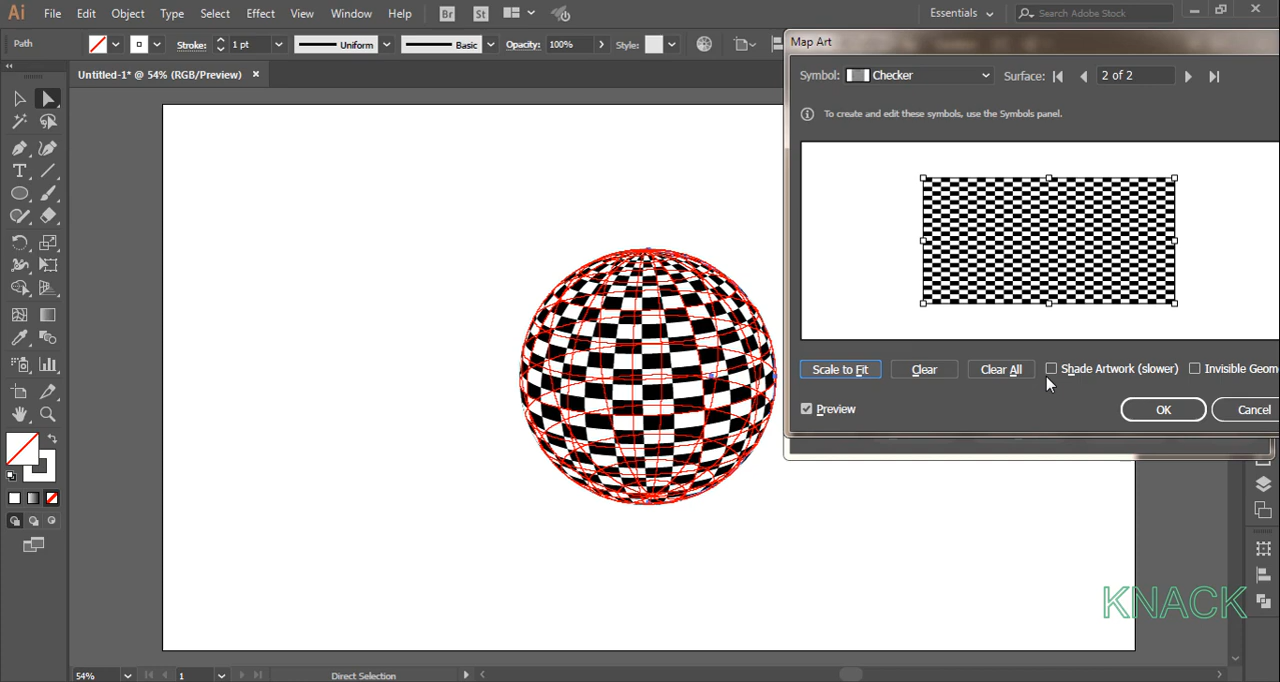 Ai File Edit Object Type Select Effect View Window Help Br St Essentials Search Adobe Stock
Path Stroke: 1 pt Uniform Basic Opacity: 100% Style:
Untitled-1* @ 54% (RGB/Preview)
Map Art
Symbol: Checker Surface: 2 of 2
To create and edit these symbols, use the Symbols panel.
Scale to Fit Clear Clear All Shade Artwork (slower) Invisible Geom
Preview OK Cancel
KNACK
54% 1 Direct Selection